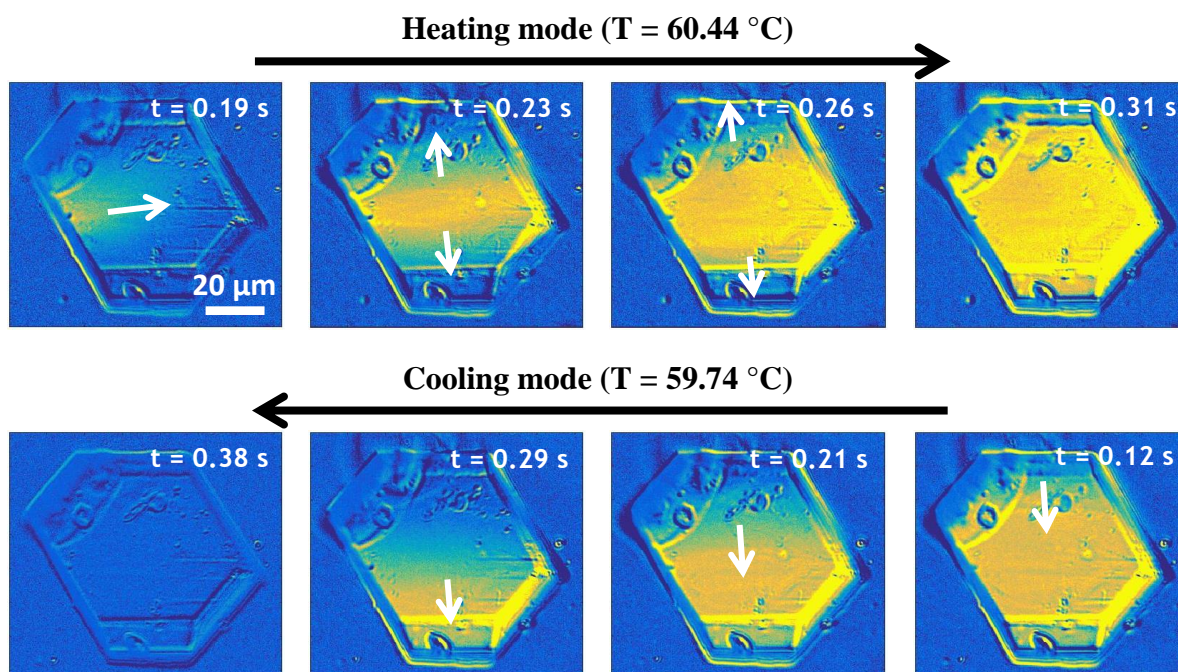 Heating mode (T = 60.44 °C)
t = 0.19 s
t = 0.23 s
t = 0.26 s
t = 0.31 s
20 µm
Cooling mode (T = 59.74 °C)
t = 0.38 s
t = 0.29 s
t = 0.21 s
t = 0.12 s